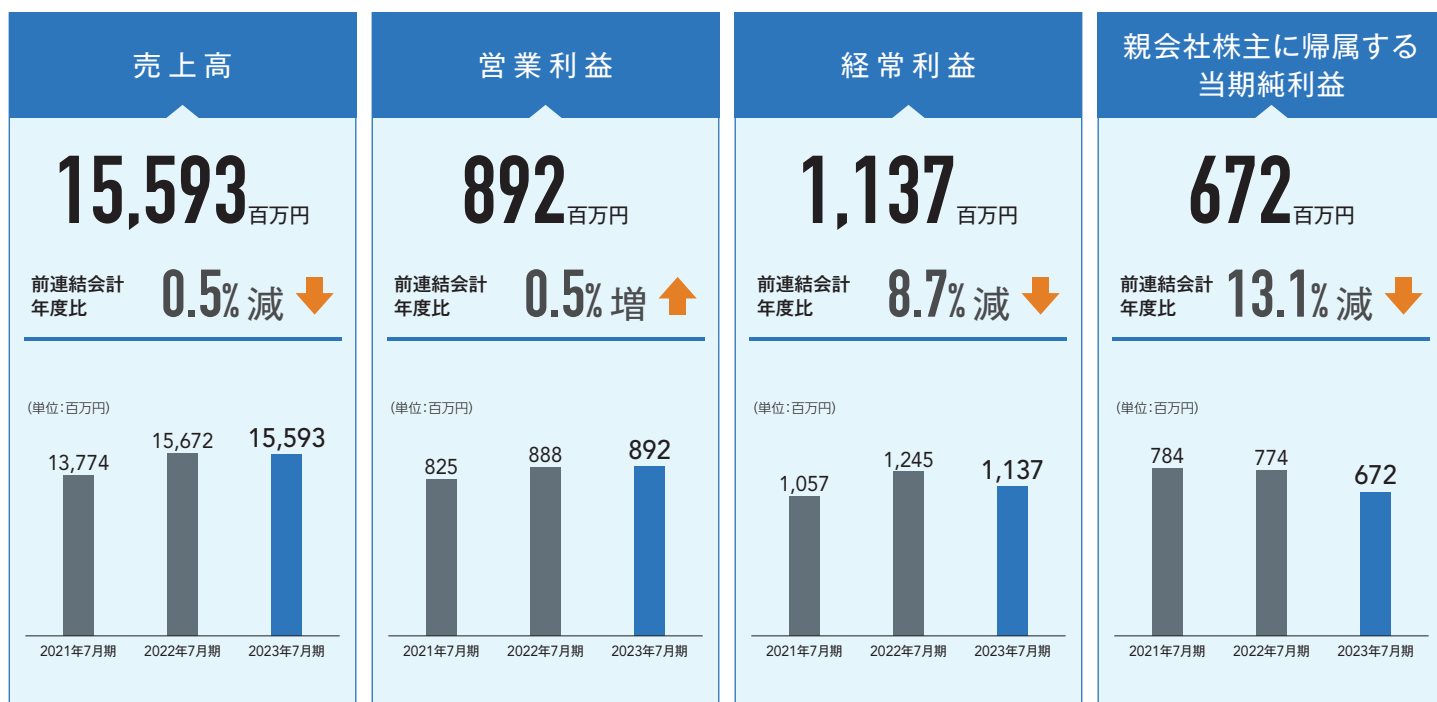 売上高
15,593百万円
前連結会計
年度比
0.5%減
(単位:百万円)
13,774
15,672
15,593
2021年7月期
2022年7月期
2023年7月期
営業利益
892百万円
前連結会計
年度比
0.5%増
(単位:百万円)
825
888
892
2021年7月期
2022年7月期
2023年7月期
経常利益
1,137百万円
前連結会計
年度比
8.7%減
(単位:百万円)
1,057
1,245
1,137
2021年7月期
2022年7月期
2023年7月期
親会社株主に帰属する
当期純利益
672百万円
前連結会計
年度比
13.1%減
(単位:百万円)
784
774
672
2021年7月期
2022年7月期
2023年7月期